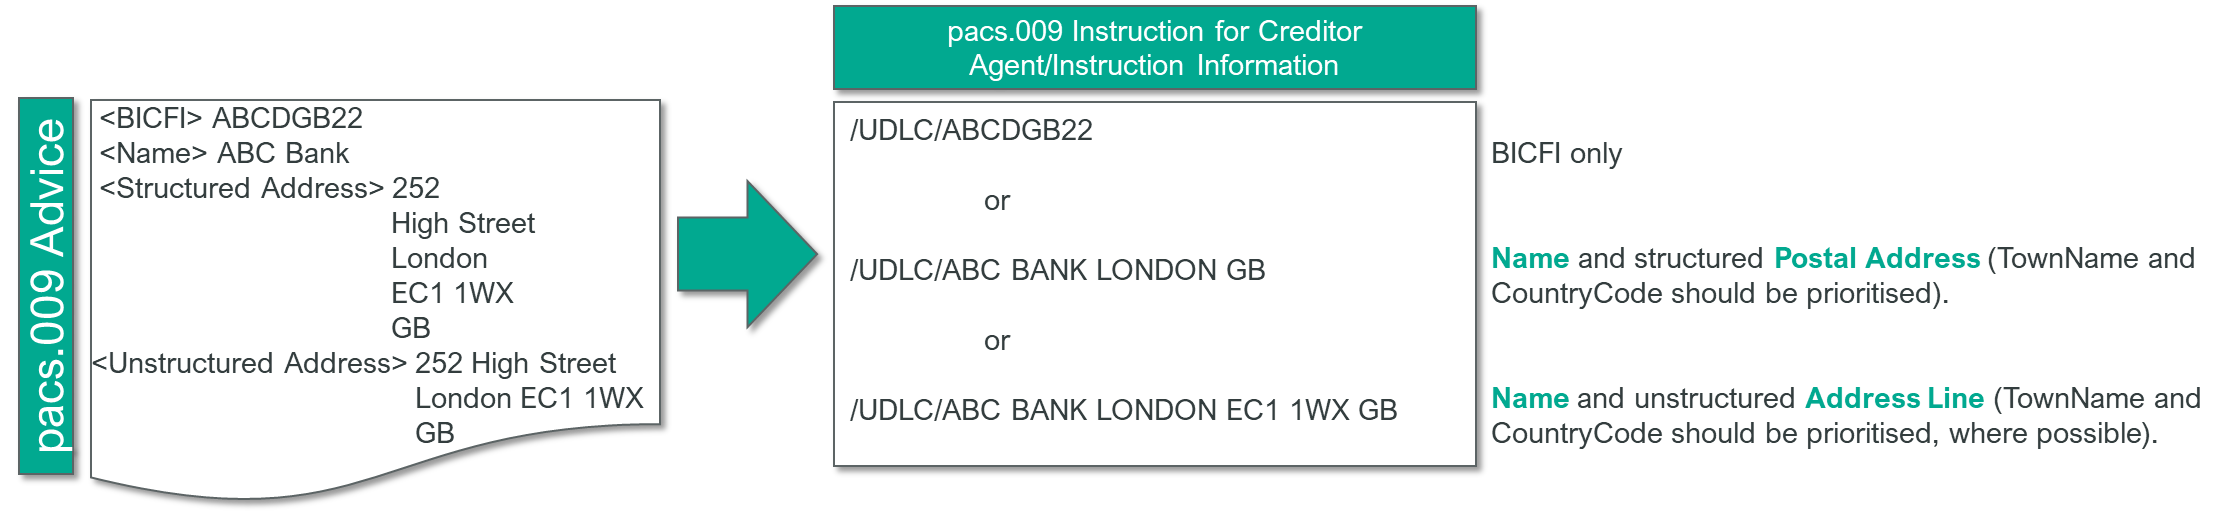 pacs.009 Instruction for Creditor
Agent/Instruction Information
pacs.009 Advice
<BICFI> ABCDGB22
<Name> ABC Bank
<Structured Address> 252
High Street
London
EC1 1WX
GB
<Unstructured Address> 252 High Street
London EC1 1WX
GB
/UDLC/ABCDGB22
or
/UDLC/ABC BANK LONDON GB
or
/UDLC/ABC BANK LONDON EC1 1WX GB
BICFI only
Name and structured Postal Address (TownName and
CountryCode should be prioritised).
Name and unstructured Address Line (TownName and
CountryCode should be prioritised, where possible).